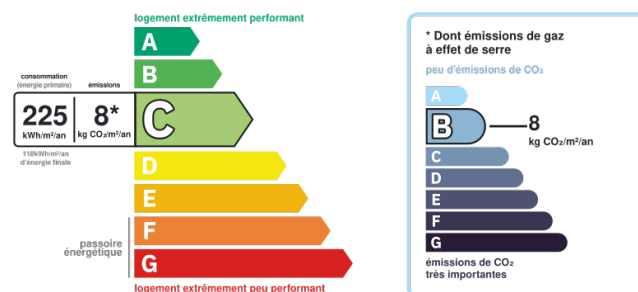 logement extrêmement performant
consommation
(énergie primaire)
émissions
225
kWh/m²/an
8*
kg CO₂/m²/an
118kWh/m²/an
d'énergie finale
A
B
C
D
E
F
G
passoire
énergétique
logement extrêmement peu performant
* Dont émissions de gaz
à effet de serre
peu d'émissions de CO₂
A
B
8
kg CO₂/m²/an
C
D
E
F
G
émissions de CO₂
très importantes